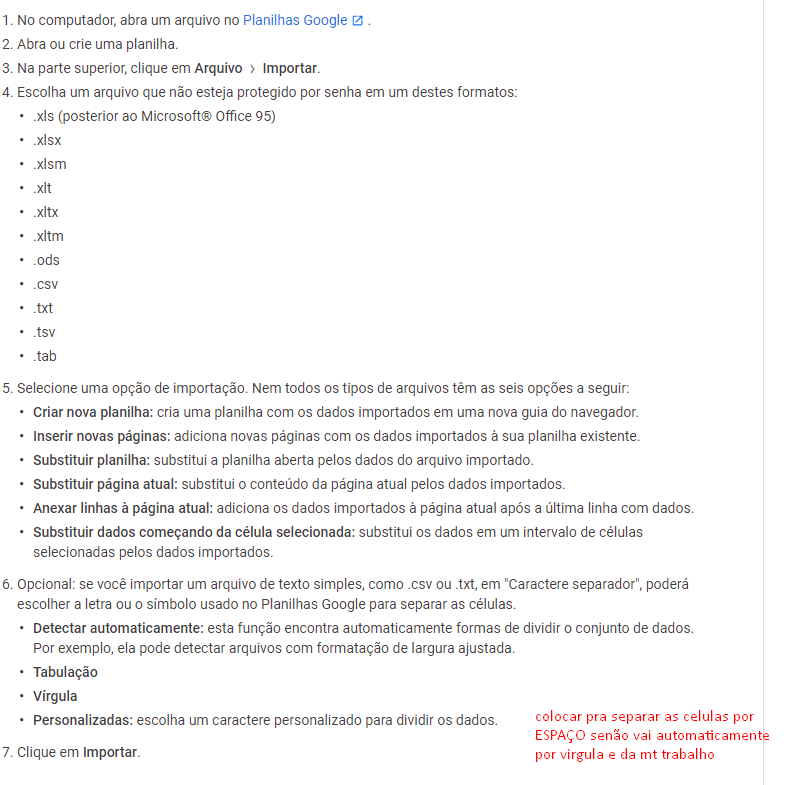 1. No computador, abra um arquivo no Planilhas Google .
2. Abra ou crie uma planilha.
3. Na parte superior, clique em Arquivo > Importar.
4. Escolha um arquivo que não esteja protegido por senha em um destes formatos:
• .xls (posterior ao Microsoft® Office 95)
• .xlsx
• .xlsm
• .xlt
• .xltx
• .xltm
• .ods
• .csv
• .txt
• .tsv
• .tab
5. Selecione uma opção de importação. Nem todos os tipos de arquivos têm as seis opções a seguir:
• Criar nova planilha: cria uma planilha com os dados importados em uma nova guia do navegador.
• Inserir novas páginas: adiciona novas páginas com os dados importados à sua planilha existente.
• Substituir planilha: substitui a planilha aberta pelos dados do arquivo importado.
• Substituir página atual: substitui o conteúdo da página atual pelos dados importados.
• Anexar linhas à página atual: adiciona os dados importados à página atual após a última linha com dados.
• Substituir dados começando da célula selecionada: substitui os dados em um intervalo de células
selecionadas pelos dados importados.
6. Opcional: se você importar um arquivo de texto simples, como .csv ou .txt, em "Caractere separador", poderá
escolher a letra ou o símbolo usado no Planilhas Google para separar as células.
• Detectar automaticamente: esta função encontra automaticamente formas de dividir o conjunto de dados.
Por exemplo, ela pode detectar arquivos com formatação de largura ajustada.
• Tabulação
• Vírgula
• Personalizadas: escolha um caractere personalizado para dividir os dados.
7. Clique em Importar.
colocar pra separar as celulas por
ESPAÇO senão vai automaticamente
por virgula e da mt trabalho